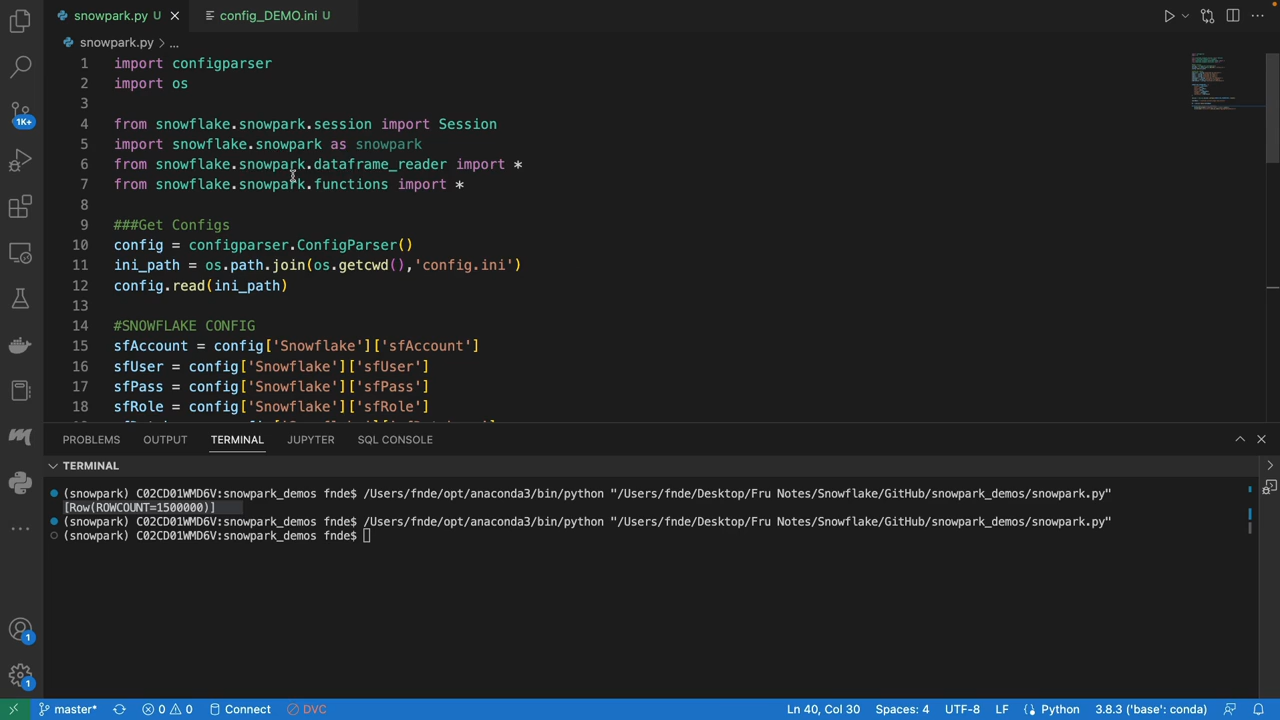 snowpark.py U
config_DEMO.ini U
snowpark.py > ...
1 import configparser
2 import os
3
4 from snowflake.snowpark.session import Session
5 import snowflake.snowpark as snowpark
6 from snowflake.snowpark.dataframe_reader import *
7 from snowflake.snowpark.functions import *
8
9 ###Get Configs
10 config = configparser.ConfigParser()
11 ini_path = os.path.join(os.getcwd(),'config.ini')
12 config.read(ini_path)
13
14 #SNOWFLAKE CONFIG
15 sfAccount = config['Snowflake']['sfAccount']
16 sfUser = config['Snowflake']['sfUser']
17 sfPass = config['Snowflake']['sfPass']
18 sfRole = config['Snowflake']['sfRole']
1K+
PROBLEMS OUTPUT TERMINAL JUPYTER SQL CONSOLE
TERMINAL
(snowpark) C02CD01WMD6V:snowpark_demos fnde$ /Users/fnde/opt/anaconda3/bin/python "/Users/fnde/Desktop/Fru Notes/Snowflake/GitHub/snowpark_demos/snowpark.py"
[Row(ROWCOUNT=1500000)]
(snowpark) C02CD01WMD6V:snowpark_demos fnde$ /Users/fnde/opt/anaconda3/bin/python "/Users/fnde/Desktop/Fru Notes/Snowflake/GitHub/snowpark_demos/snowpark.py"
(snowpark) C02CD01WMD6V:snowpark_demos fnde$
1
1
master* 0 0 Connect DVC Ln 40, Col 30 Spaces: 4 UTF-8 LF Python 3.8.3 ('base': conda)